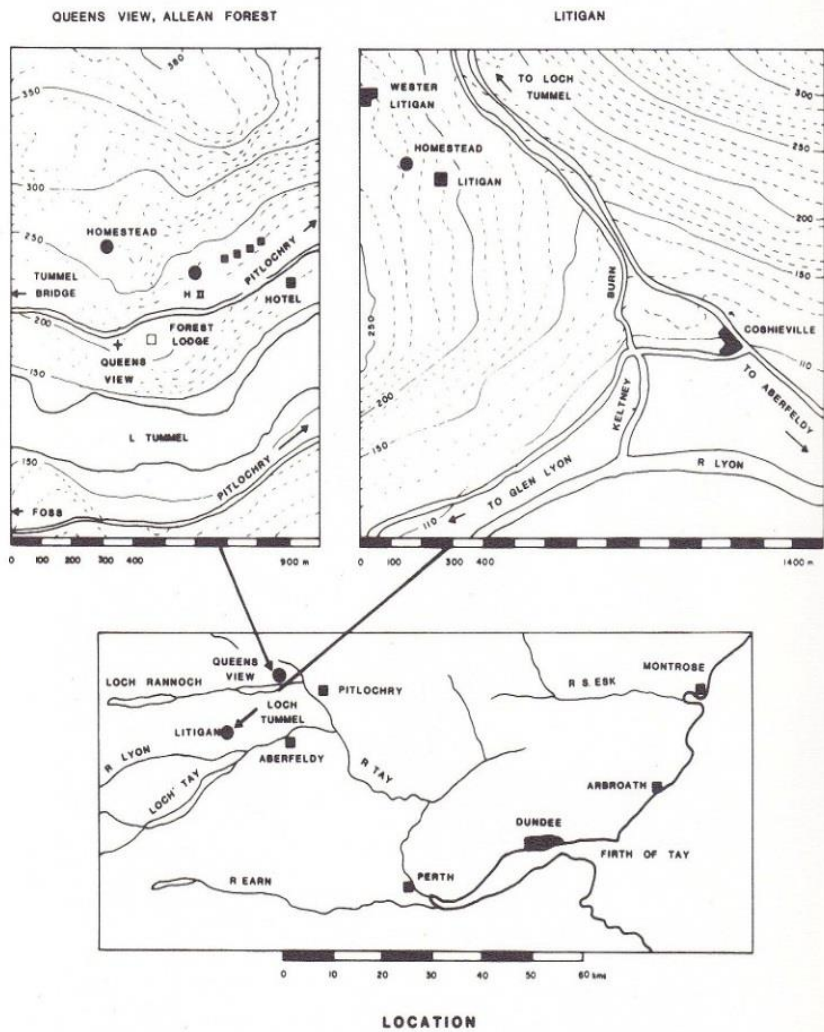 QUEENS VIEW, ALLEAN FOREST
380
350
300
250
HOMESTEAD
TUMMEL
BRIDGE
H II
PITLOCHRY
HOTEL
200
FOREST
LODGE
QUEENS
VIEW
150
L TUMMEL
150
PITLOCHRY
FOSS
0 100 200 300 400 900 m
LITIGAN
TO LOCH
TUMMEL
WESTER
LITIGAN
HOMESTEAD
LITIGAN
300
250
200
150
BURN
250
COSHIEVILLE
110
200
TO ABERFELDY
KELTNEY
150
R LYON
TO GLEN LYON
110
0 100 200 300 400 1400 m
QUEENS
VIEW
LOCH RANNOCH
PITLOCHRY
R S. ESK
MONTROSE
LOCH
TUMMEL
LITIGAN
R LYON
ABERFELDY
LOCH TAY
R TAY
ARBROATH
DUNDEE
FIRTH OF TAY
R EARN
PERTH
0 10 20 30 40 50 60 kms
LOCATION